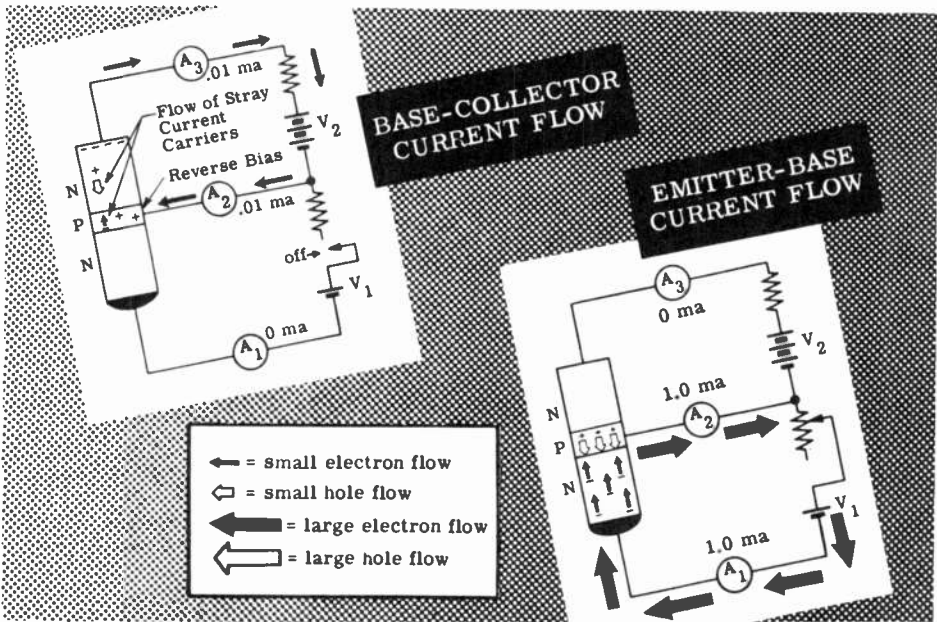 BASE-COLLECTOR
CURRENT FLOW
A3
.01 ma
Flow of Stray
Current
Carriers
V2
N
Reverse Bias
P
A2
.01 ma
N
off
V1
0 ma
A1
EMITTER-BASE
CURRENT FLOW
A3
0 ma
V2
N
1.0 ma
A2
P
N
V1
1.0 ma
A1
= small electron flow
= small hole flow
= large electron flow
= large hole flow